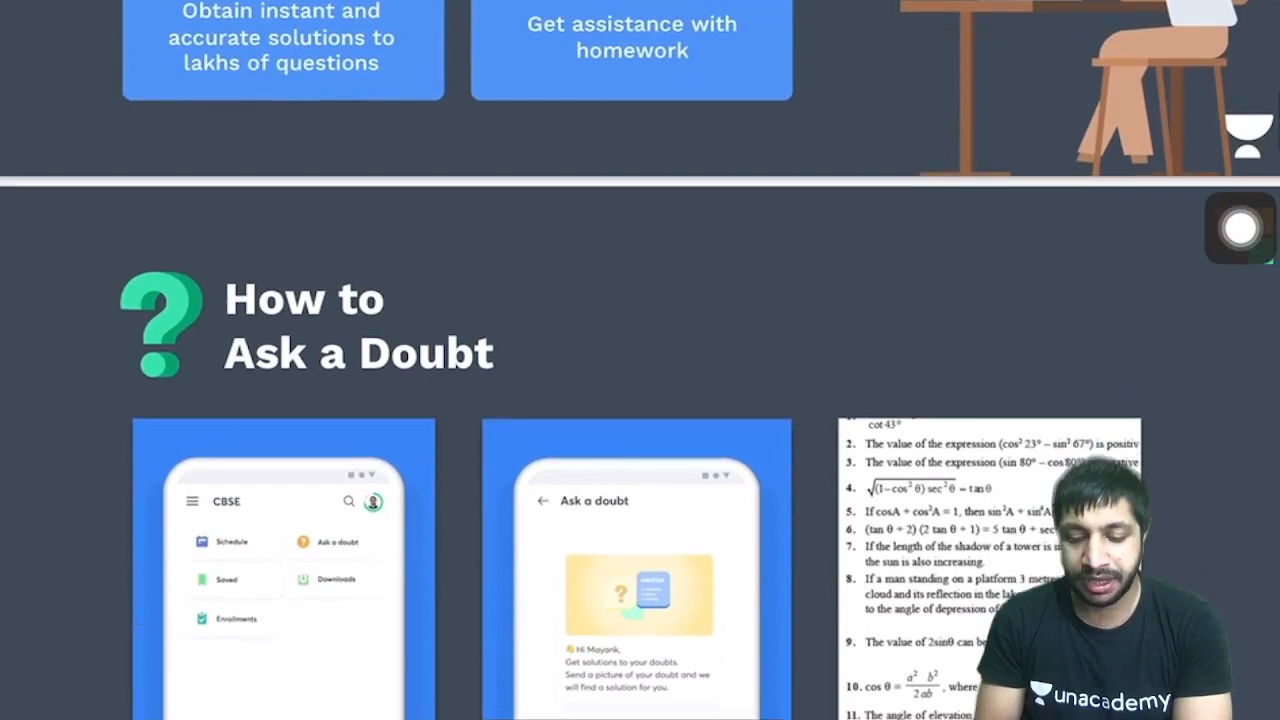 Obtain instant and
accurate solutions to
lakhs of questions
Get assistance with
homework
?
How to
Ask a Doubt
CBSE
Schedule
Ask a doubt
Saved
Downloads
Enrollments
Ask a doubt
?
solution
👋 Hi Mayank,
Get solutions to your doubts.
Send a picture of your doubt and we
will find a solution for you.
cot 43°
2. The value of the expression (cos² 23° – sin² 67°) is positiv
3. The value of the expression (sin 80° – cos 80°)
4. √(1–cos² θ) sec² θ = tan θ
5. If cosA + cos²A = 1, then sin²A + sin⁴A
6. (tan θ + 2) (2 tan θ + 1) = 5 tan θ + sec
7. If the length of the shadow of a tower is
the sun is also increasing.
8. If a man standing on a platform 3 metre
cloud and its reflection in the lak
to the angle of depression of
9. The value of 2sinθ can be
10. cos θ = a² b² / 2ab , where
11. The angle of elevation
unacademy